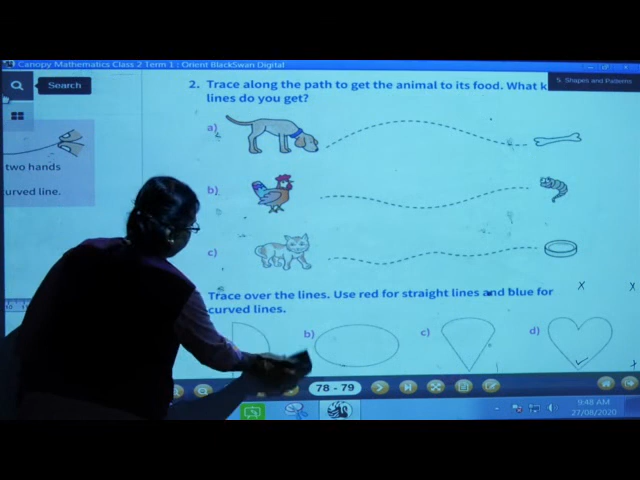 Canopy Mathematics Class 2 Term 1 : Orient BlackSwan Digital
Search
5. Shapes and Patterns
2. Trace along the path to get the animal to its food. What k
lines do you get?
a)
b)
c)
two hands
urved line.
Trace over the lines. Use red for straight lines and blue for
curved lines.
b)
c)
d)
78 - 79
9:48 AM
27/08/2020